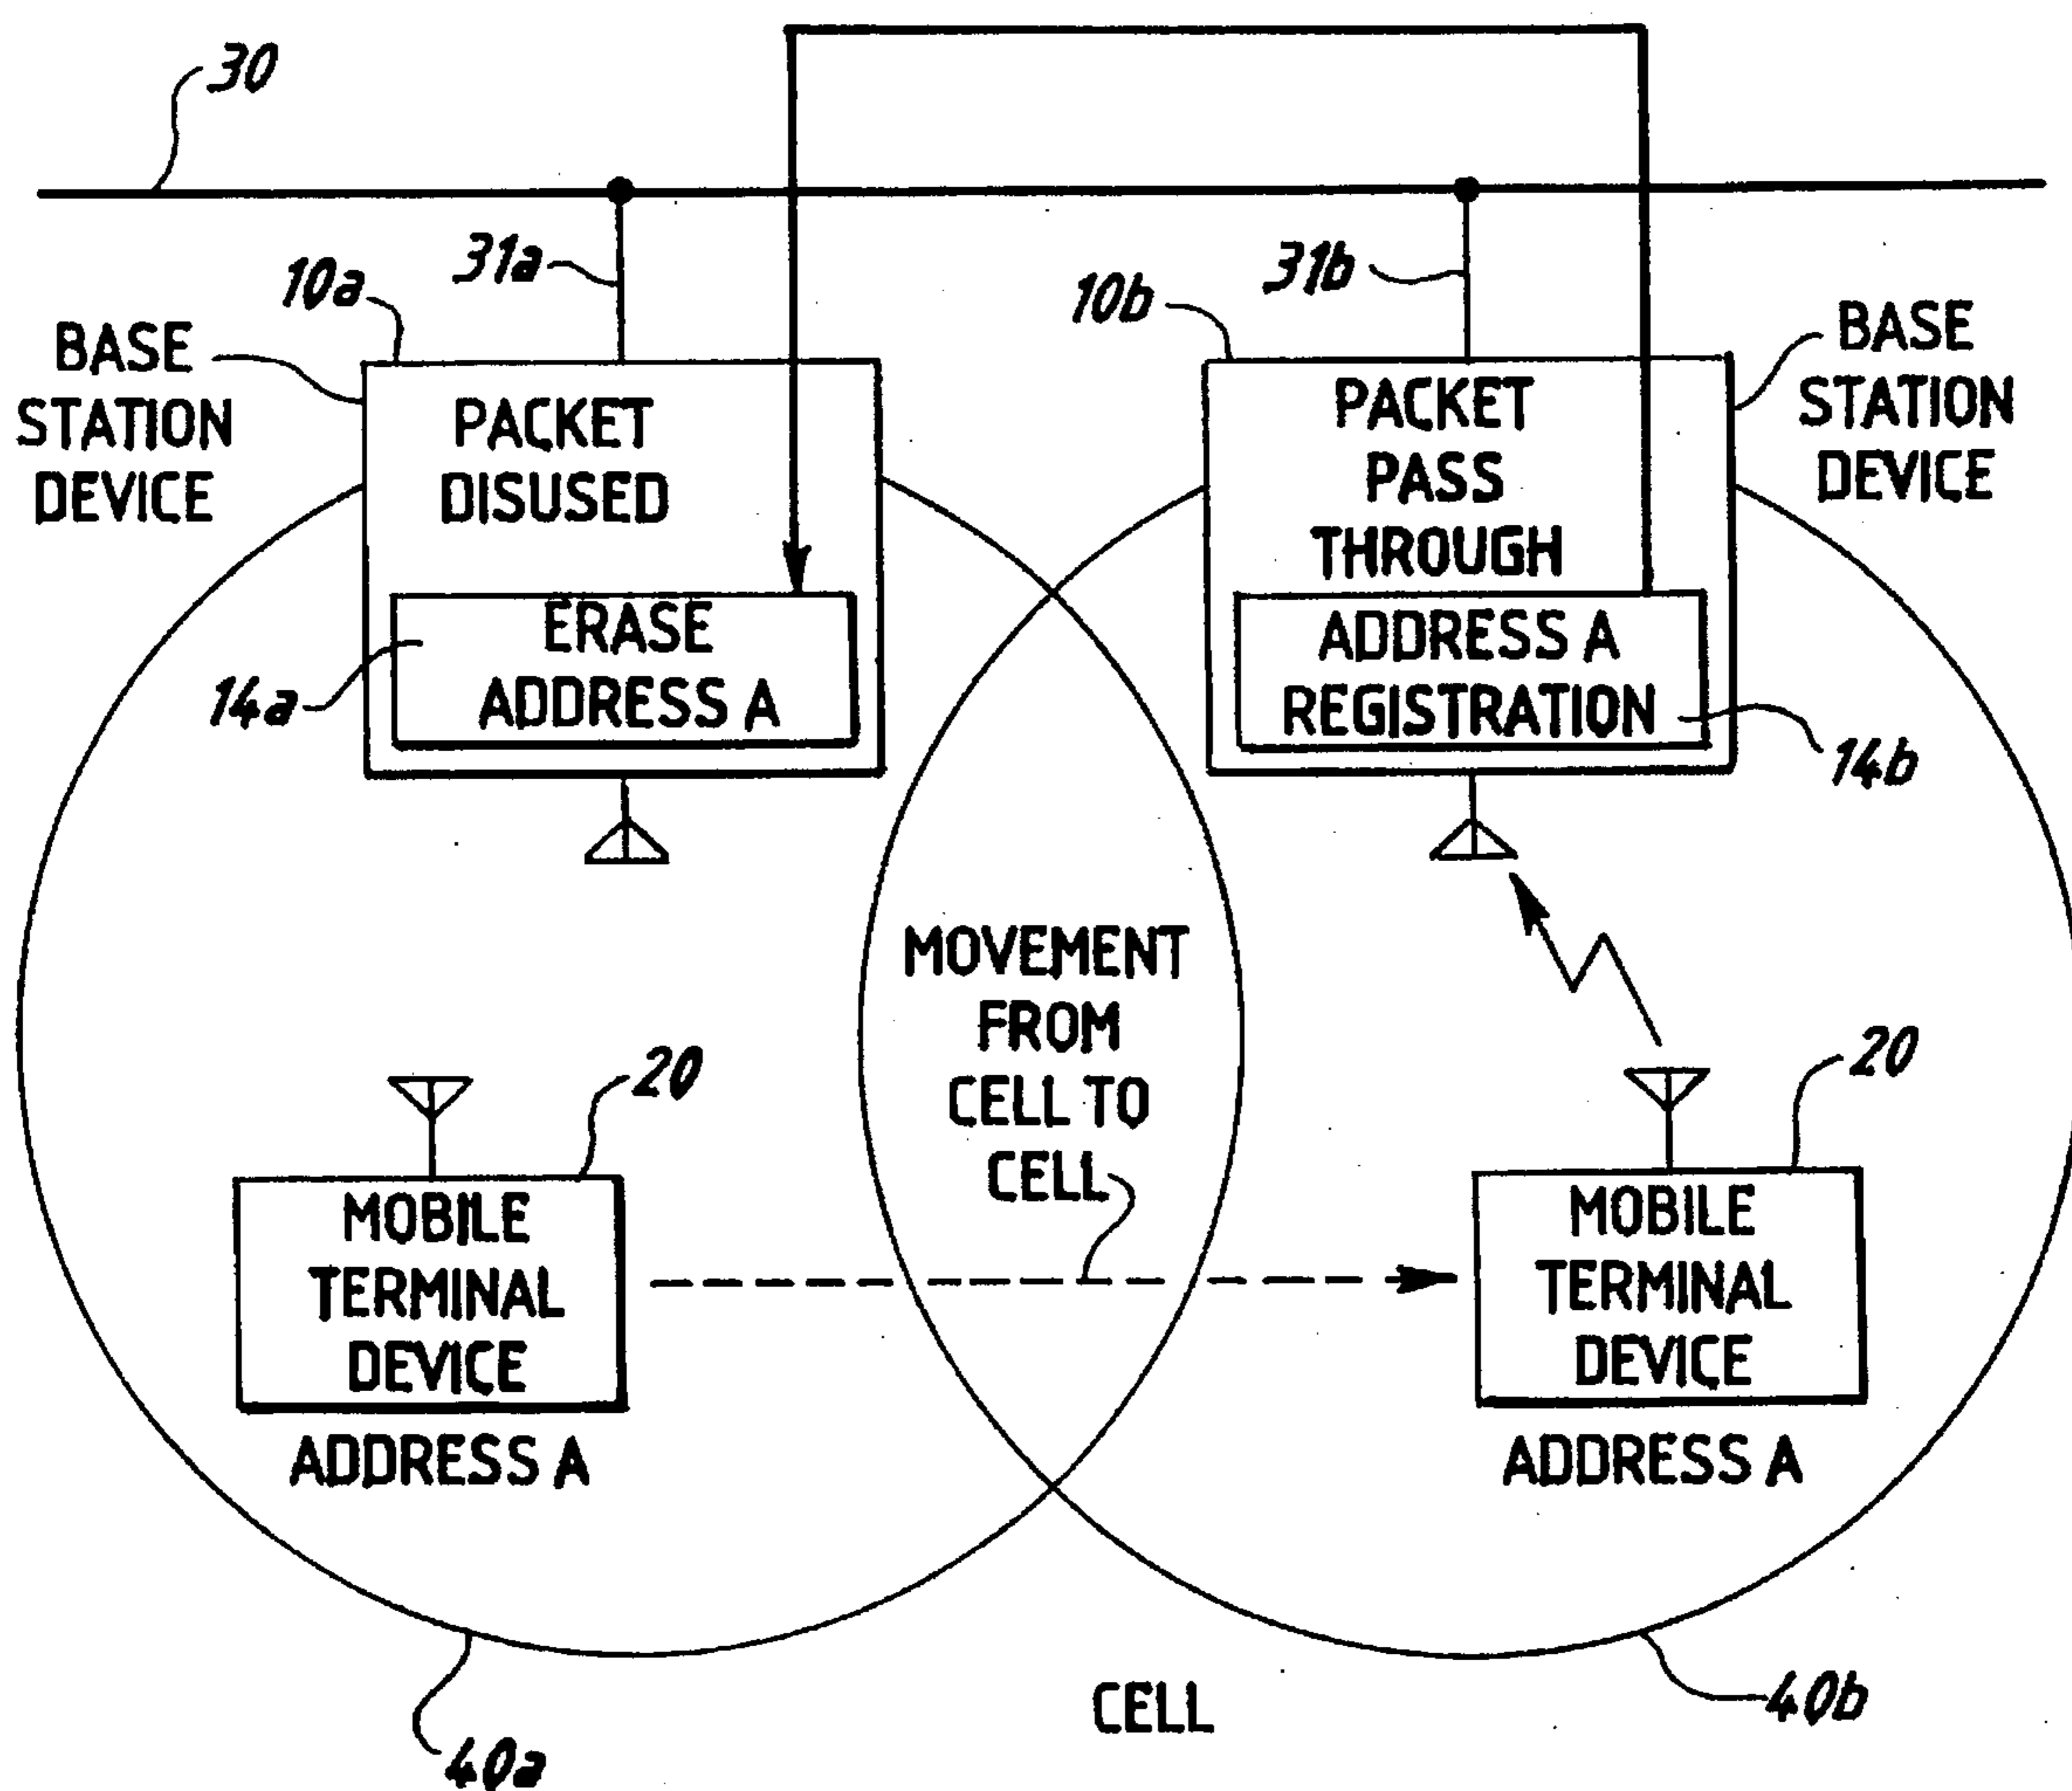 30
31a
10a
31b
10b
BASE
STATION
DEVICE
PACKET
DISUSED
PACKET
PASS
THROUGH
BASE
STATION
DEVICE
ERASE
ADDRESS A
14a
ADDRESS A
REGISTRATION
14b
MOVEMENT
FROM
CELL TO
CELL
20
MOBILE
TERMINAL
DEVICE
ADDRESS A
20
MOBILE
TERMINAL
DEVICE
ADDRESS A
40a
CELL
40b